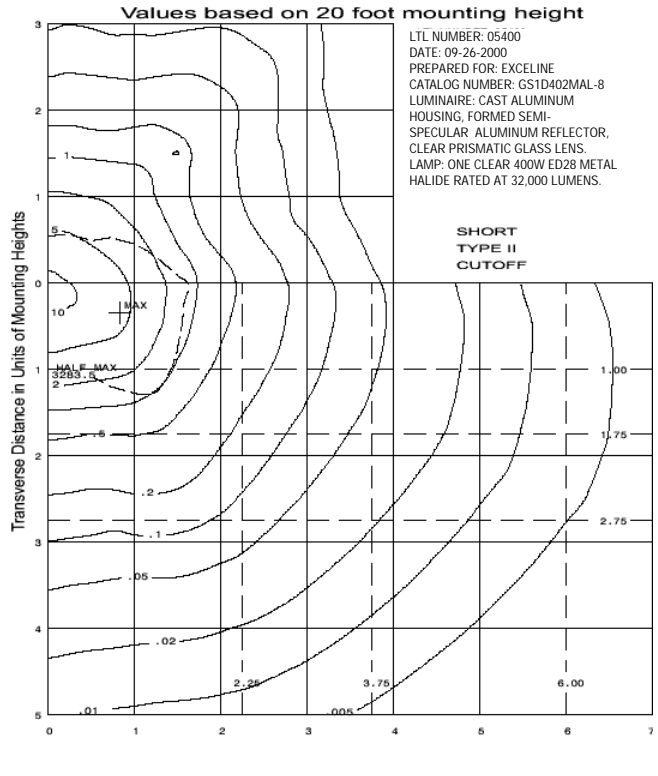 Values based on 20 foot mounting height
LTL NUMBER: 05400
DATE: 09-26-2000
PREPARED FOR: EXCELINE
CATALOG NUMBER: GS1D402MAL-8
LUMINAIRE: CAST ALUMINUM
HOUSING, FORMED SEMI-
SPECULAR ALUMINUM REFLECTOR,
CLEAR PRISMATIC GLASS LENS.
LAMP: ONE CLEAR 400W ED28 METAL
HALIDE RATED AT 32,000 LUMENS.
SHORT
TYPE II
CUTOFF
Transverse Distance in Units of Mounting Heights
3
2
1
0
1
2
3
4
5
1
5
10
MAX
HALF MAX
3283.5
2
.5
.2
.1
.05
.02
.01
.005
1.00
1.75
2.75
2.25
3.75
6.00
0
1
2
3
4
5
6
7